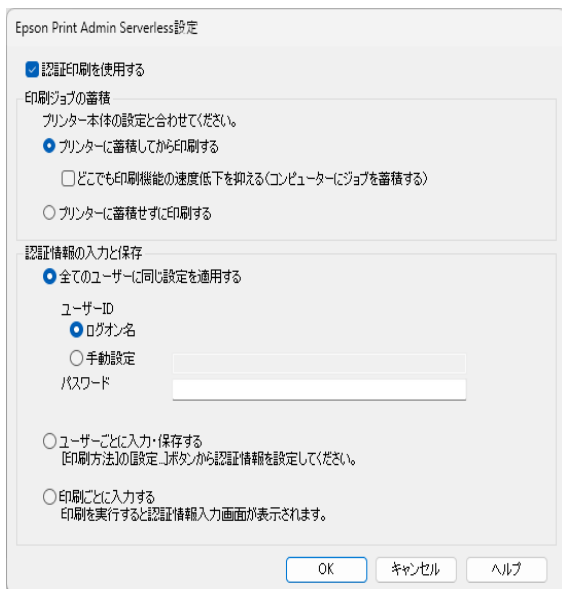 Epson Print Admin Serverless設定
認証印刷を使用する
印刷ジョブの蓄積
プリンター本体の設定と合わせてください。
プリンターに蓄積してから印刷する
どこでも印刷機能の速度低下を抑える(コンピューターにジョブを蓄積する)
プリンターに蓄積せずに印刷する
認証情報の入力と保存
全てのユーザーに同じ設定を適用する
ユーザーID
ログオン名
手動設定
パスワード
ユーザーごとに入力・保存する
[印刷方法]の[設定...]ボタンから認証情報を設定してください。
印刷ごとに入力する
印刷を実行すると認証情報入力画面が表示されます。
OK キャンセル ヘルプ